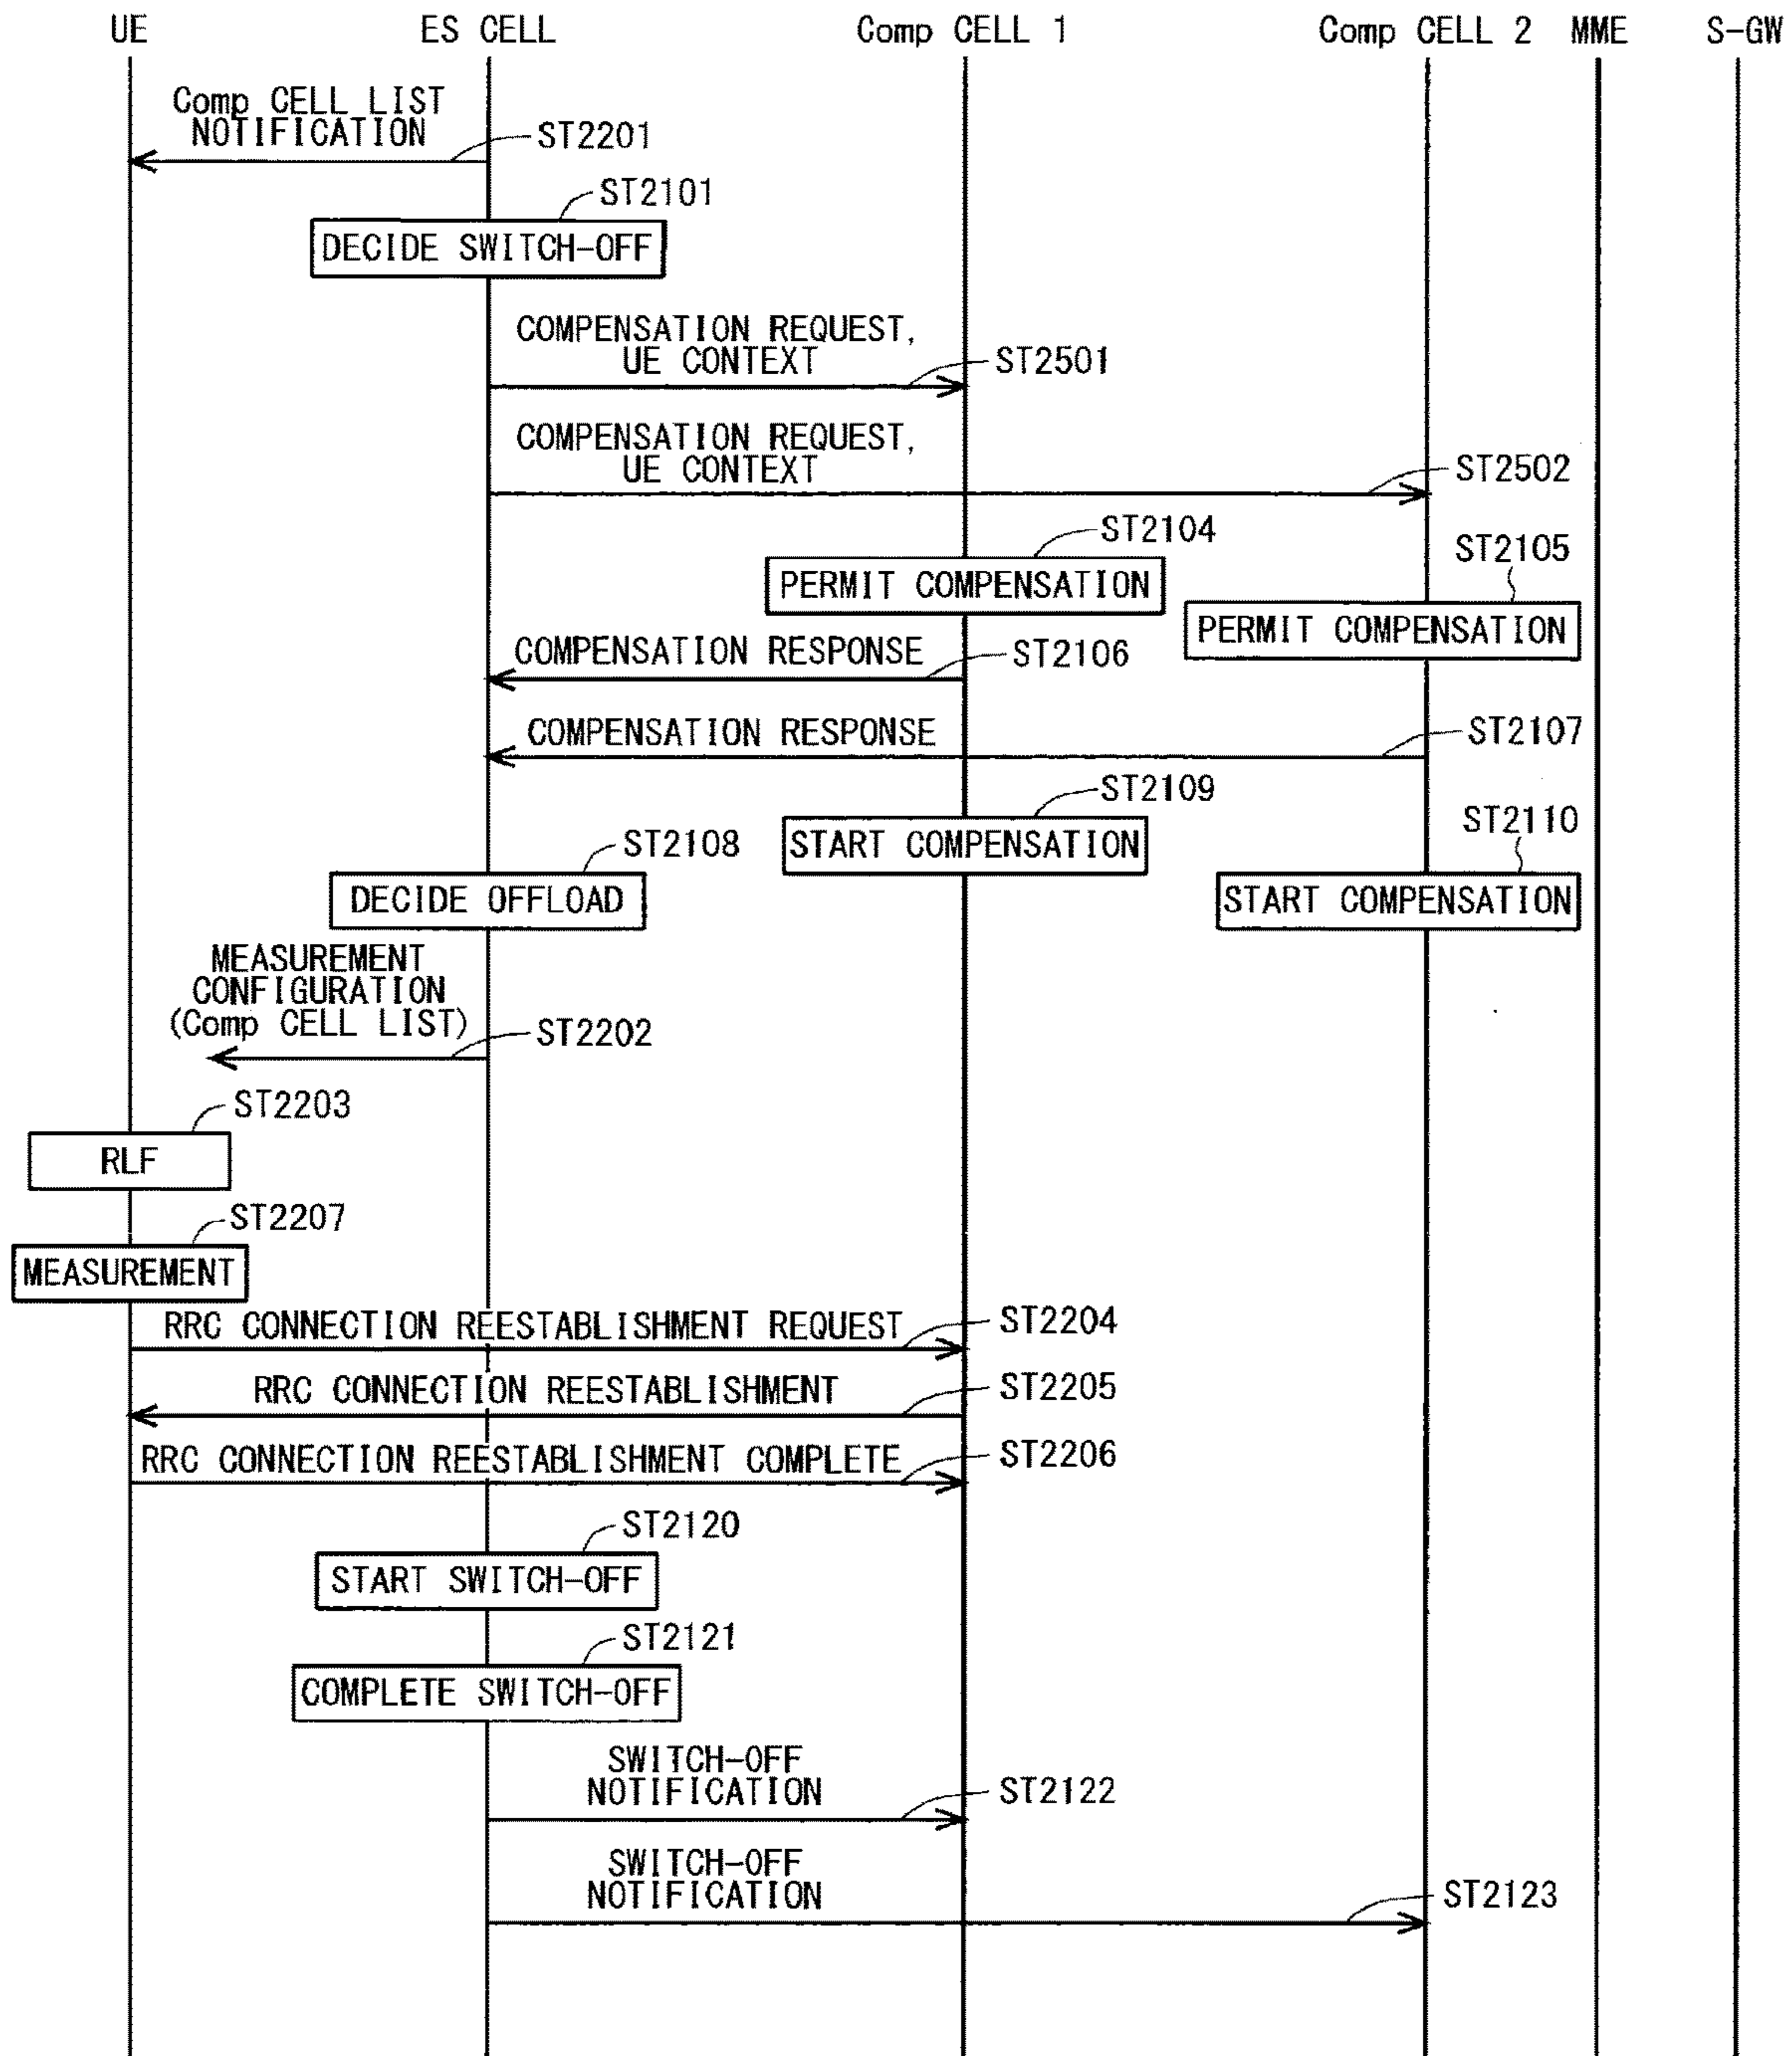 UE
ES CELL
Comp CELL 1
Comp CELL 2
MME
S-GW
Comp CELL LIST
NOTIFICATION
ST2201
ST2101
DECIDE SWITCH-OFF
COMPENSATION REQUEST,
UE CONTEXT
ST2501
COMPENSATION REQUEST,
UE CONTEXT
ST2502
ST2104
PERMIT COMPENSATION
ST2105
PERMIT COMPENSATION
COMPENSATION RESPONSE
ST2106
COMPENSATION RESPONSE
ST2107
ST2109
START COMPENSATION
ST2110
START COMPENSATION
ST2108
DECIDE OFFLOAD
MEASUREMENT
CONFIGURATION
(Comp CELL LIST)
ST2202
ST2203
RLF
ST2207
MEASUREMENT
RRC CONNECTION REESTABLISHMENT REQUEST
ST2204
RRC CONNECTION REESTABLISHMENT
ST2205
RRC CONNECTION REESTABLISHMENT COMPLETE
ST2206
ST2120
START SWITCH-OFF
ST2121
COMPLETE SWITCH-OFF
SWITCH-OFF
NOTIFICATION
ST2122
SWITCH-OFF
NOTIFICATION
ST2123